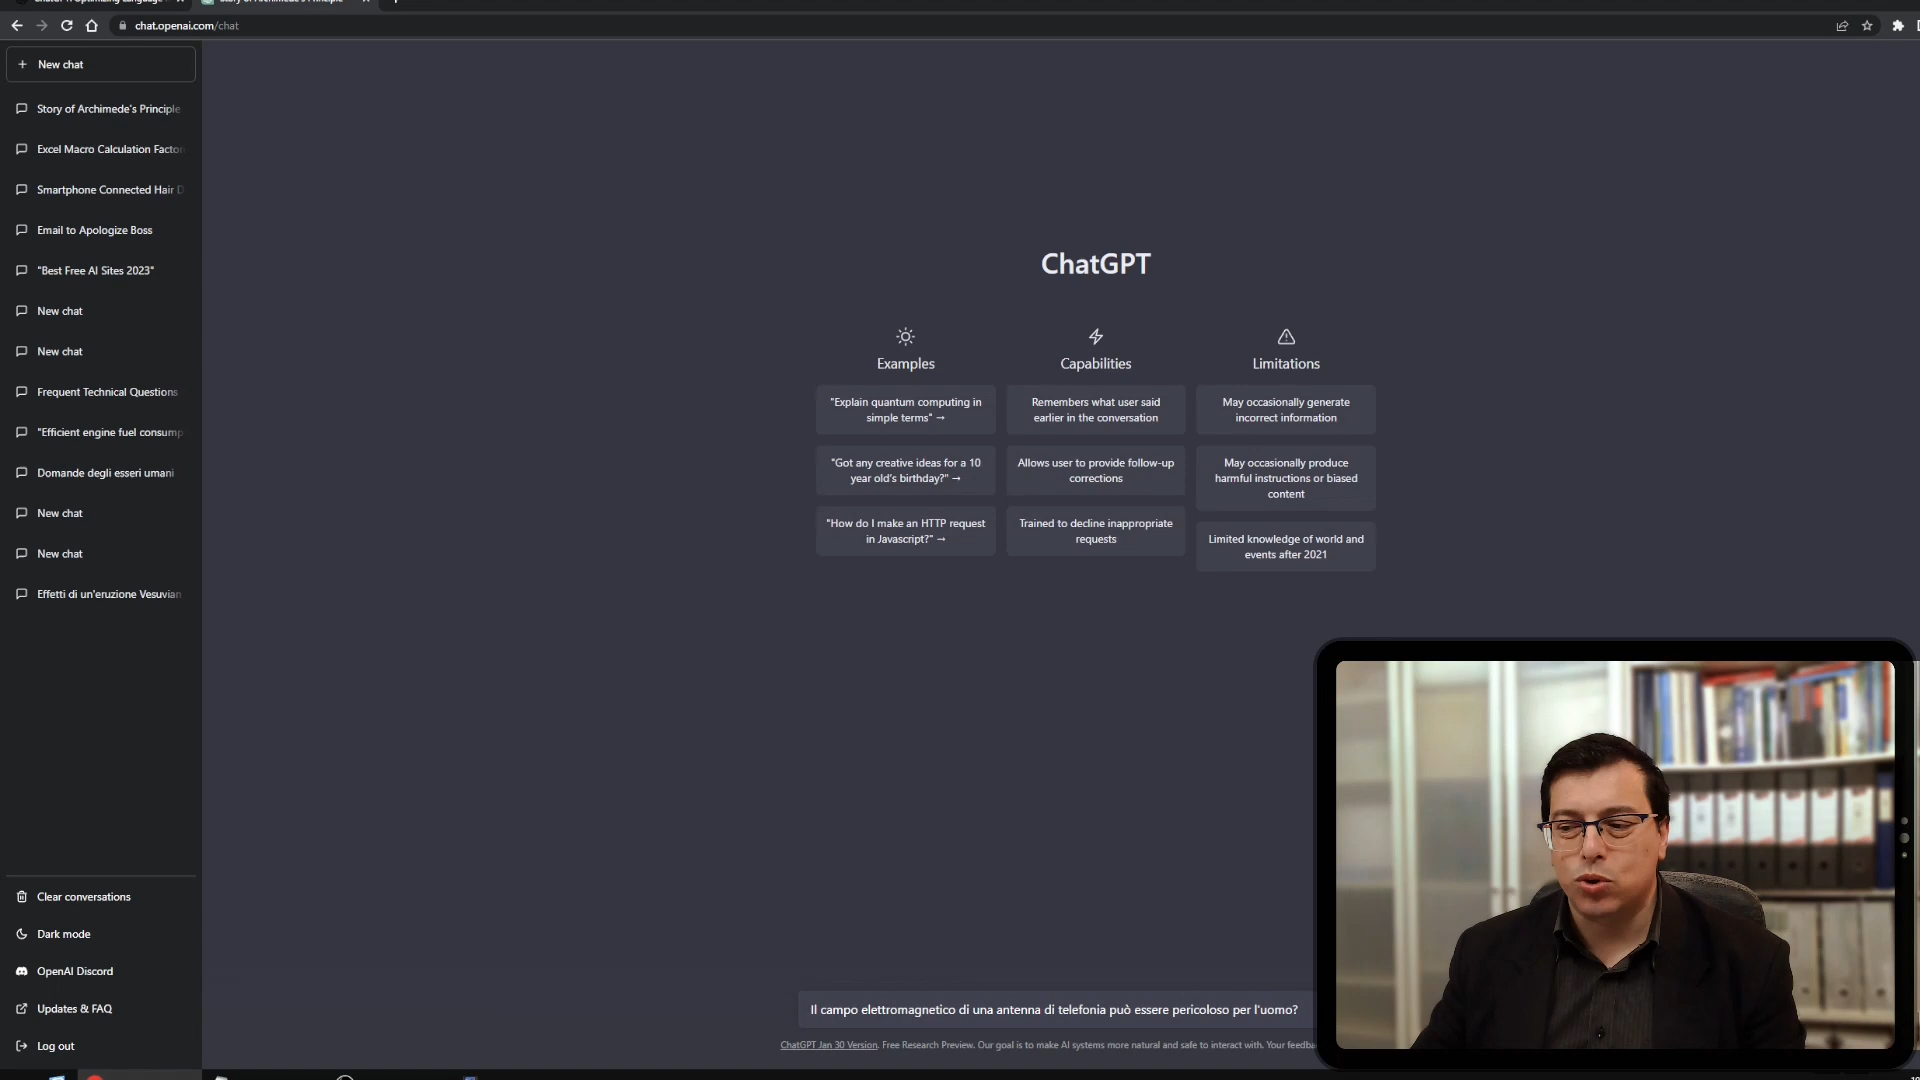 Story of Archimede's Principle
chat.openai.com/chat
New chat
Story of Archimede's Principle
Excel Macro Calculation Facto
Smartphone Connected Hair D
Email to Apologize Boss
"Best Free AI Sites 2023"
New chat
New chat
Frequent Technical Questions
"Efficient engine fuel consump
Domande degli esseri umani
New chat
New chat
Effetti di un'eruzione Vesuvian
Clear conversations
Dark mode
OpenAI Discord
Updates & FAQ
Log out
ChatGPT
Examples
"Explain quantum computing in
simple terms" →
"Got any creative ideas for a 10
year old's birthday?" →
"How do I make an HTTP request
in Javascript?" →
Capabilities
Remembers what user said
earlier in the conversation
Allows user to provide follow-up
corrections
Trained to decline inappropriate
requests
Limitations
May occasionally generate
incorrect information
May occasionally produce
harmful instructions or biased
content
Limited knowledge of world and
events after 2021
Il campo elettromagnetico di una antenna di telefonia può essere pericoloso per l'uomo?
ChatGPT Jan 30 Version. Free Research Preview. Our goal is to make AI systems more natural and safe to interact with. Your feedba